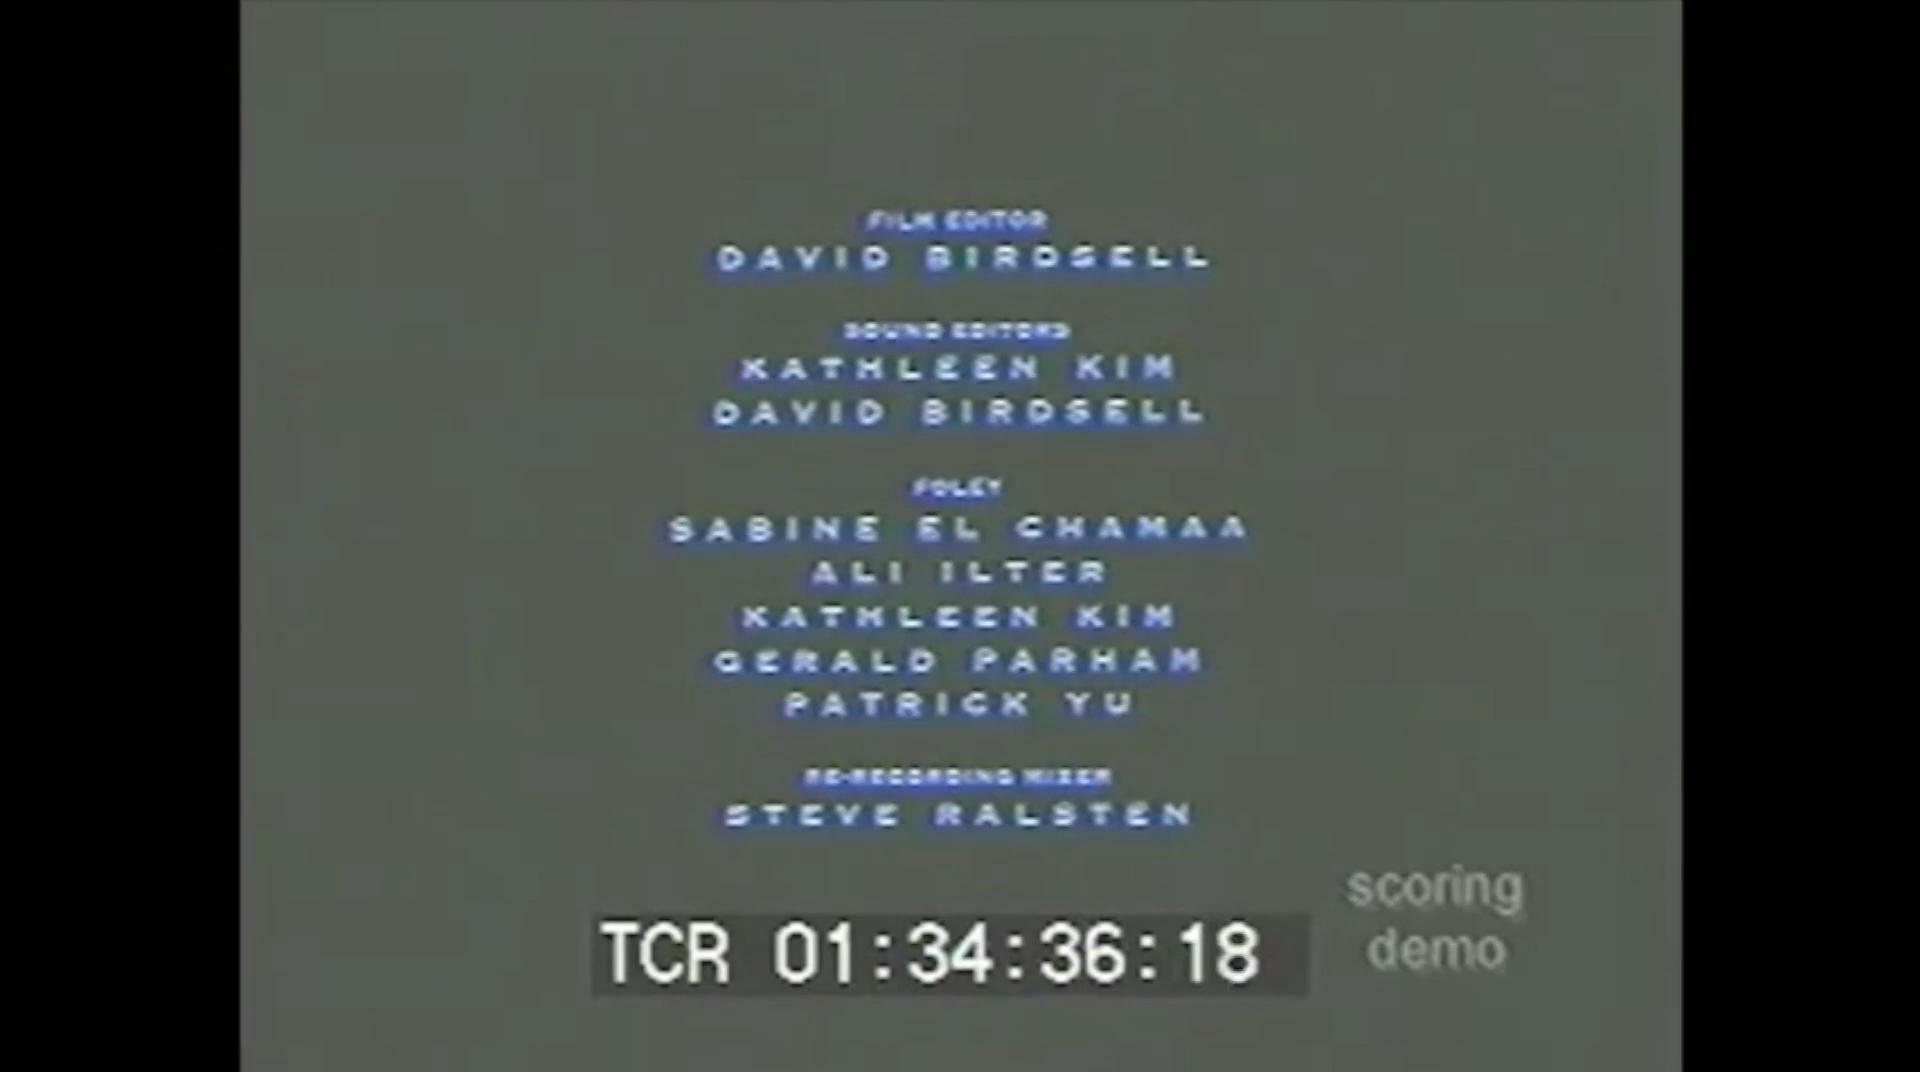 FILM EDITOR
DAVID BIRDSELL
SOUND EDITORS
KATHLEEN KIM
DAVID BIRDSELL
FOLEY
SABINE EL CHAMAA
ALI ILTER
KATHLEEN KIM
GERALD PARHAM
PATRICK YU
RE-RECORDING MIXER
STEVE RALSTEN
scoring
demo
TCR 01:34:36:18